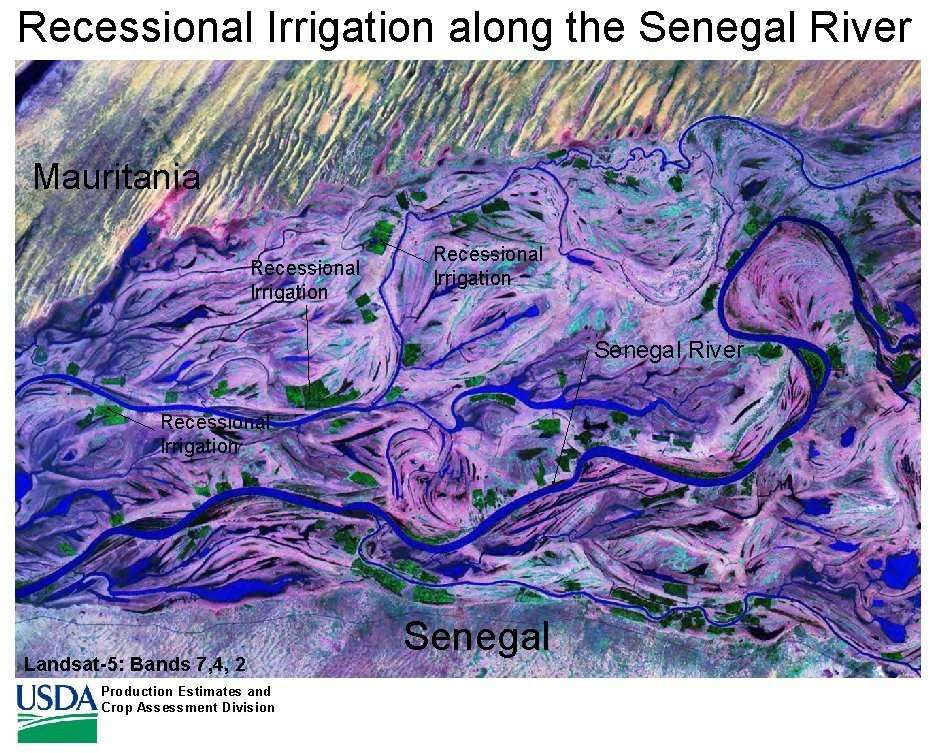 Recessional Irrigation along the Senegal River
Mauritania
Recessional
Irrigation
Recessional
Irrigation
Senegal River
Recessional
Irrigation
Senegal
Landsat-5: Bands 7,4, 2
USDA
Production Estimates and
Crop Assessment Division